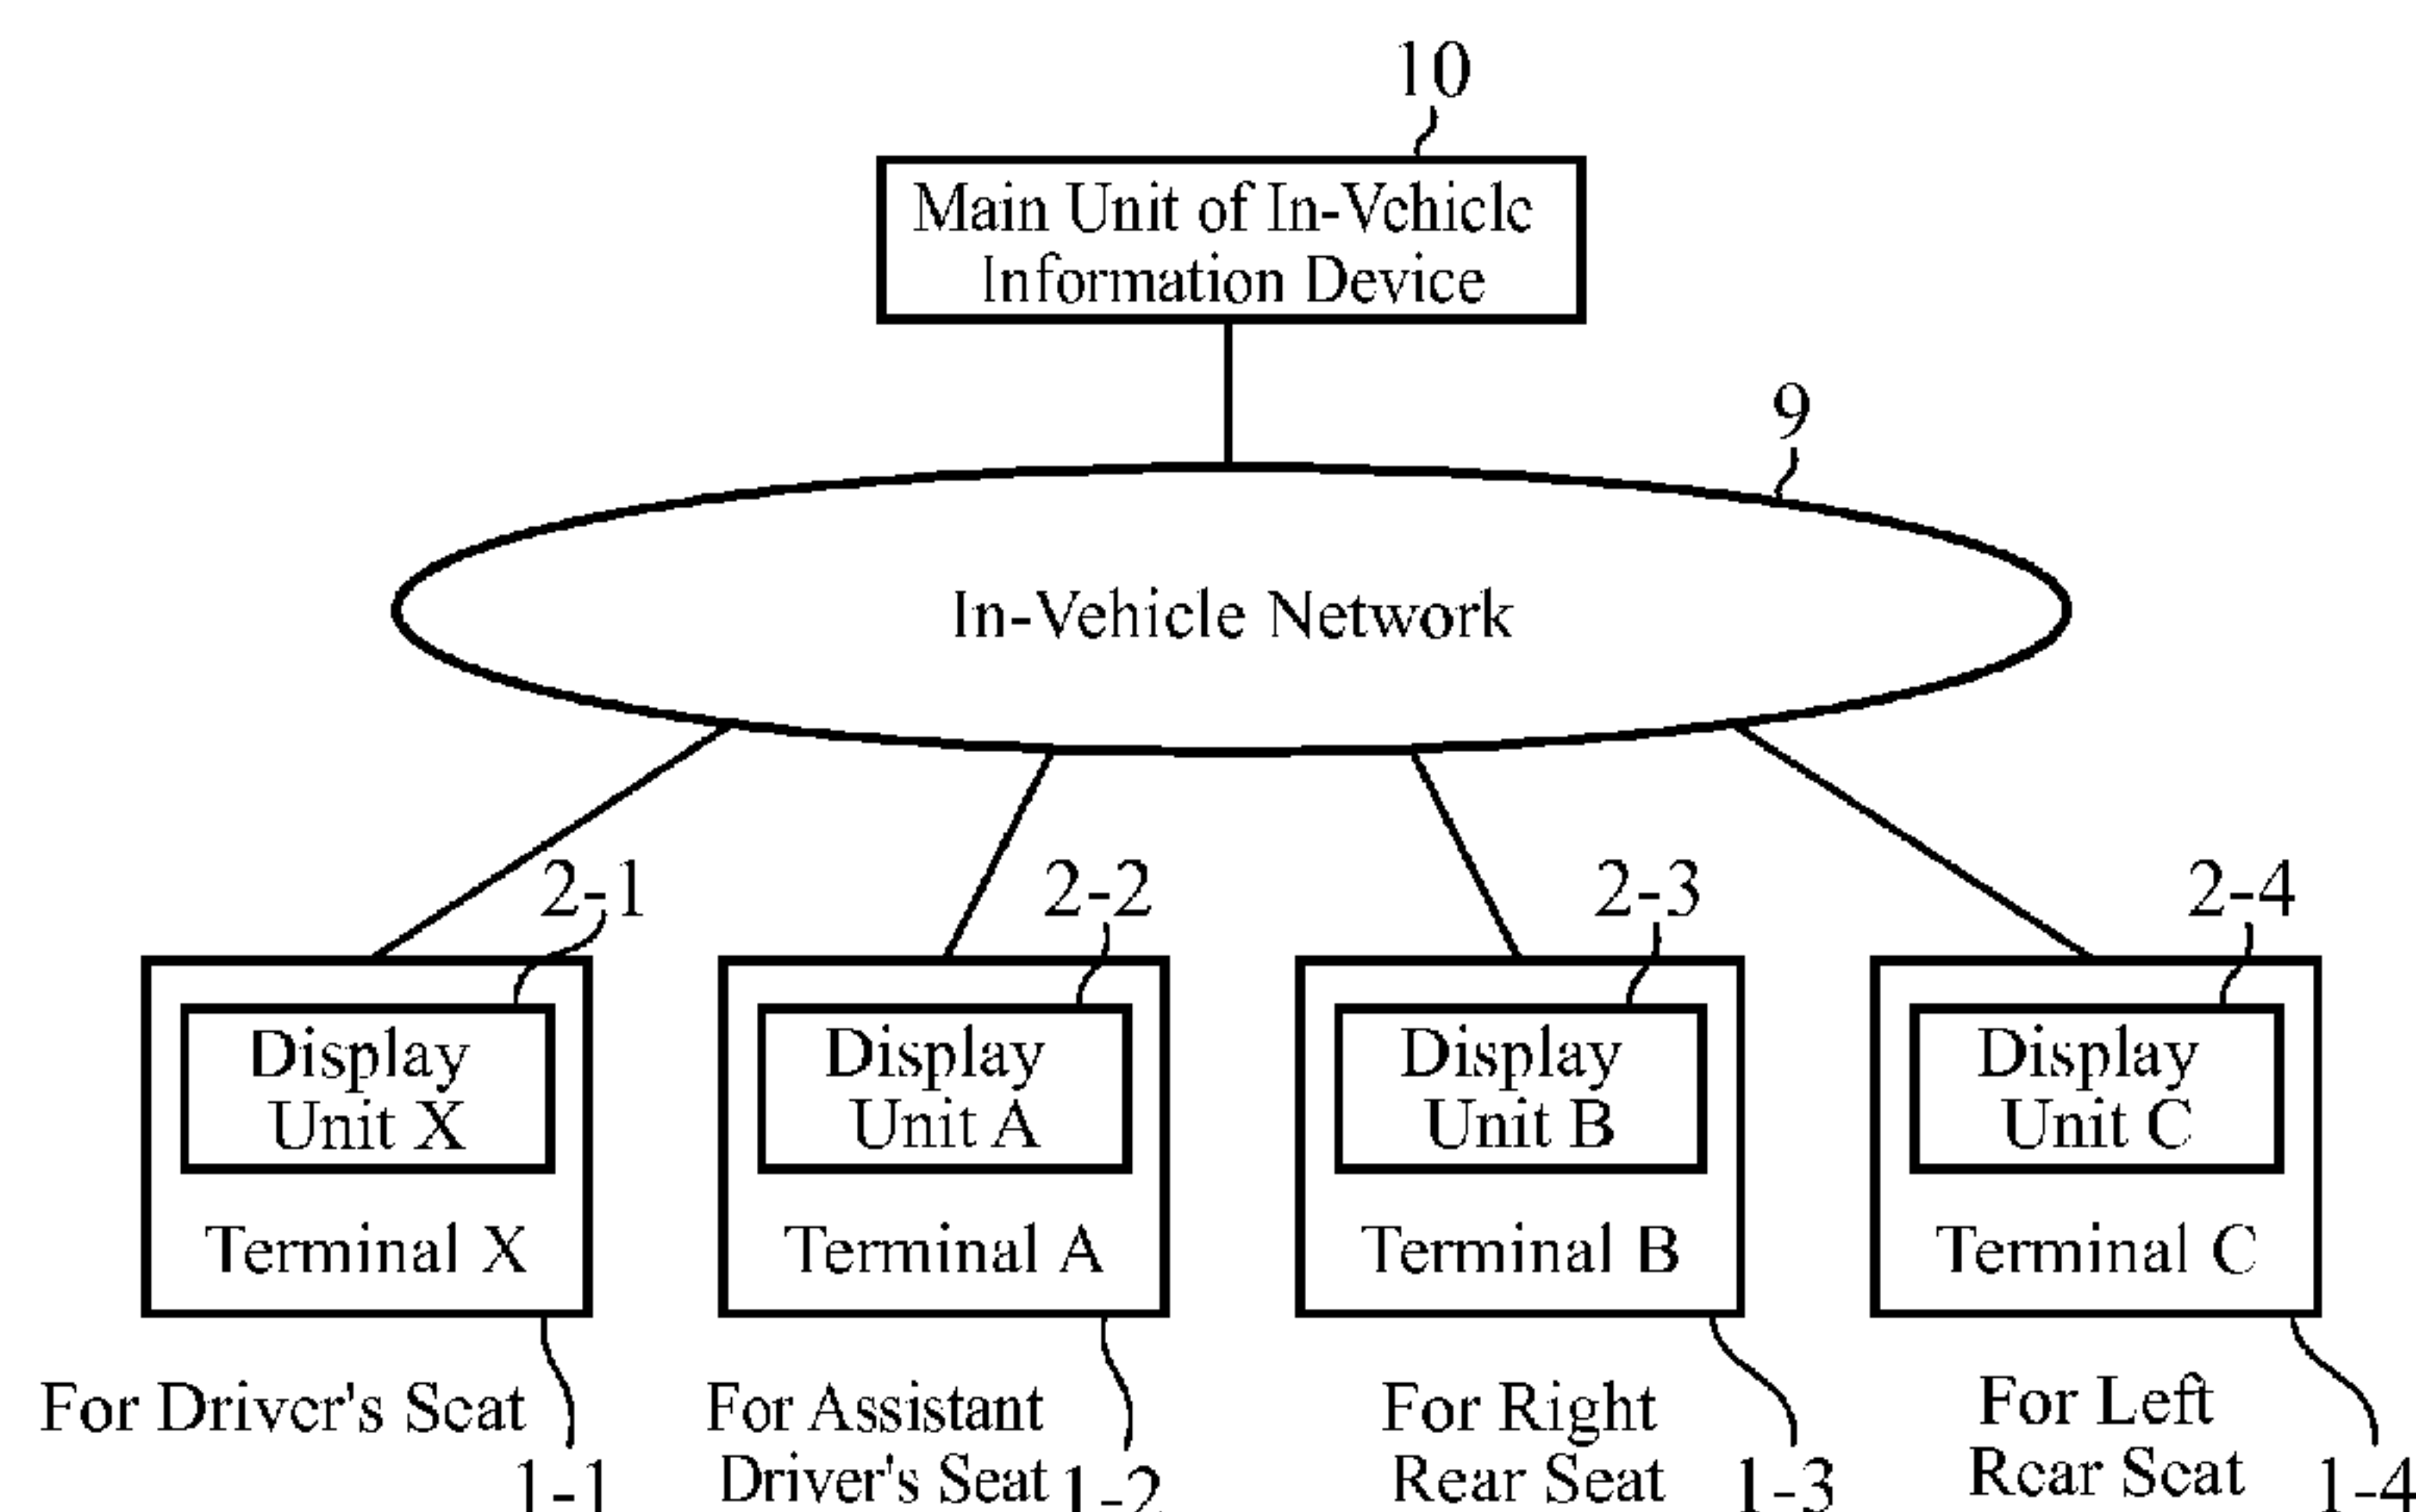 10
Main Unit of In-Vehicle
Information Device
9
In-Vehicle Network
2-1
2-2
2-3
2-4
Display
Unit X
Terminal X
Display
Unit A
Terminal A
Display
Unit B
Terminal B
Display
Unit C
Terminal C
For Driver's Seat
1-1
For Assistant
Driver's Seat
1-2
For Right
Rear Seat
1-3
For Left
Rear Seat
1-4